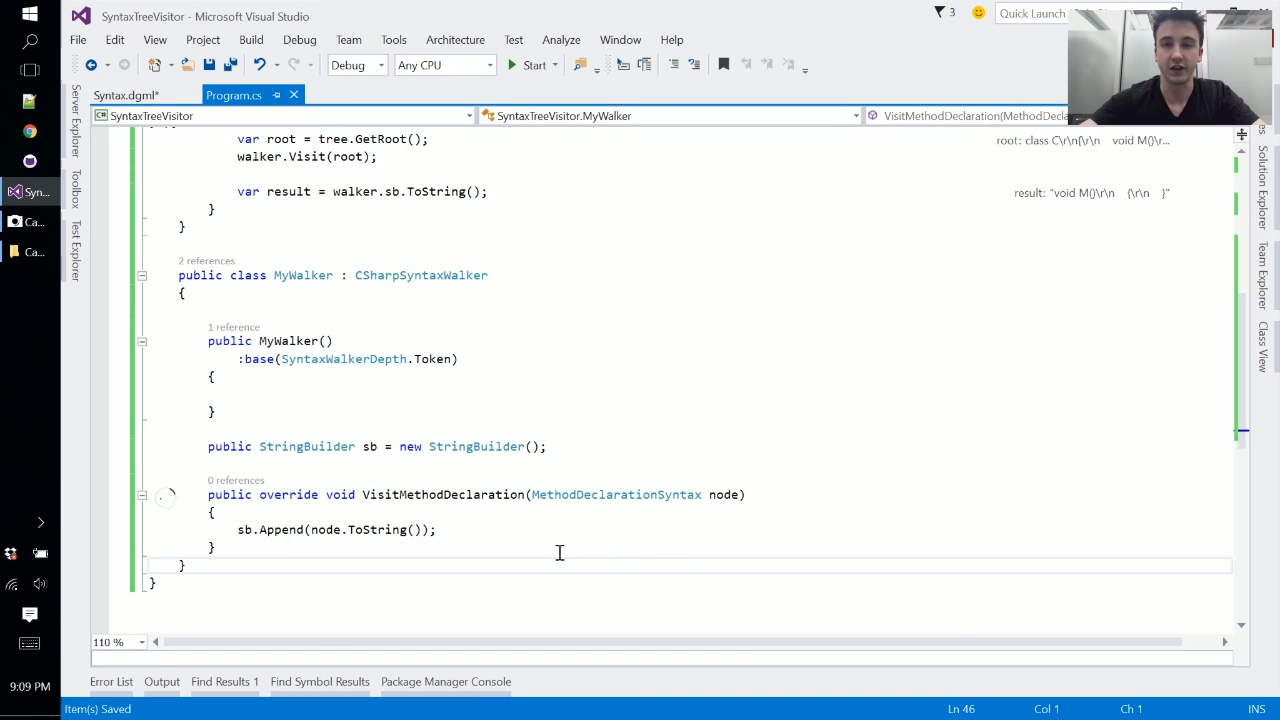 SyntaxTreeVisitor - Microsoft Visual Studio
3
Quick Launch
File Edit View Project Build Debug Team Tools Test Analyze Window Help
Debug Any CPU Start
Syntax.dgml* Program.cs
SyntaxTreeVisitor SyntaxTreeVisitor.MyWalker
Server Explorer
Toolbox
Test Explorer
var root = tree.GetRoot();
root: class C\r\n{\r\n    void M()\r...
walker.Visit(root);
var result = walker.sb.ToString();
result: "void M()\r\n    {\r\n    }"
}
}
2 references
public class MyWalker : CSharpSyntaxWalker
{
1 reference
public MyWalker()
:base(SyntaxWalkerDepth.Token)
{
}
public StringBuilder sb = new StringBuilder();
0 references
public override void VisitMethodDeclaration(MethodDeclarationSyntax node)
{
sb.Append(node.ToString());
}
}
}
Solution Explorer
Team Explorer
Class View
Syn...
Ca...
Ca...
110 %
Error List Output Find Results 1 Find Symbol Results Package Manager Console
9:09 PM
Item(s) Saved Ln 46 Col 1 Ch 1 INS